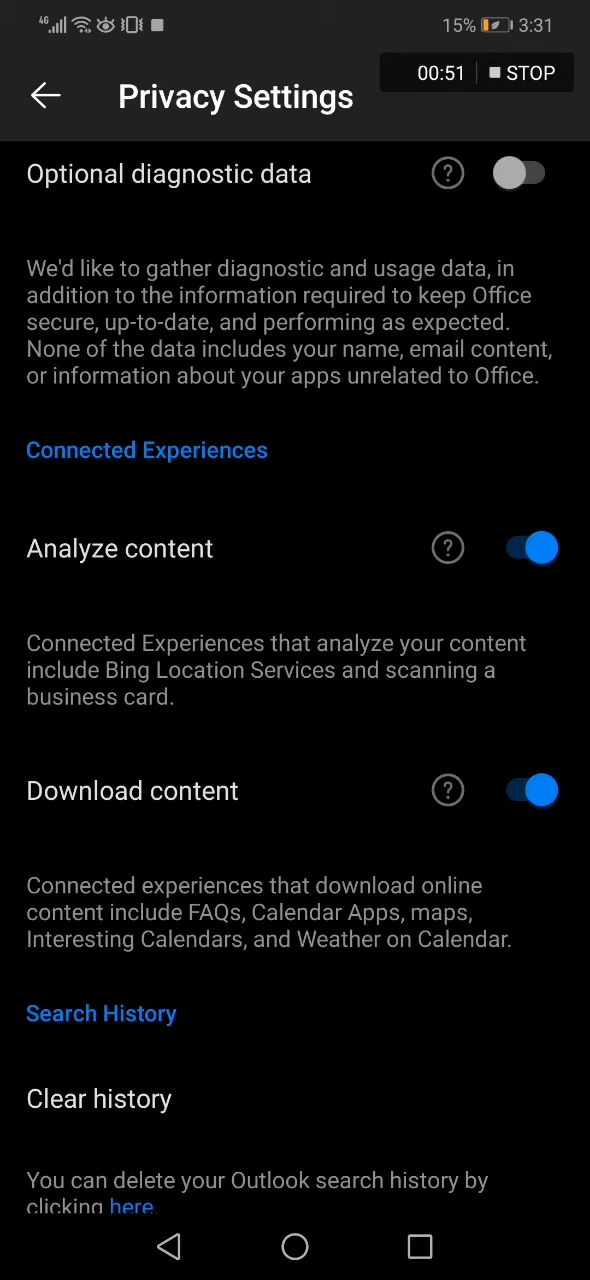 4G 15% 3:31
00:51 STOP
Privacy Settings
Optional diagnostic data
We'd like to gather diagnostic and usage data, in
addition to the information required to keep Office
secure, up-to-date, and performing as expected.
None of the data includes your name, email content,
or information about your apps unrelated to Office.
Connected Experiences
Analyze content
Connected Experiences that analyze your content
include Bing Location Services and scanning a
business card.
Download content
Connected experiences that download online
content include FAQs, Calendar Apps, maps,
Interesting Calendars, and Weather on Calendar.
Search History
Clear history
You can delete your Outlook search history by
clicking here.